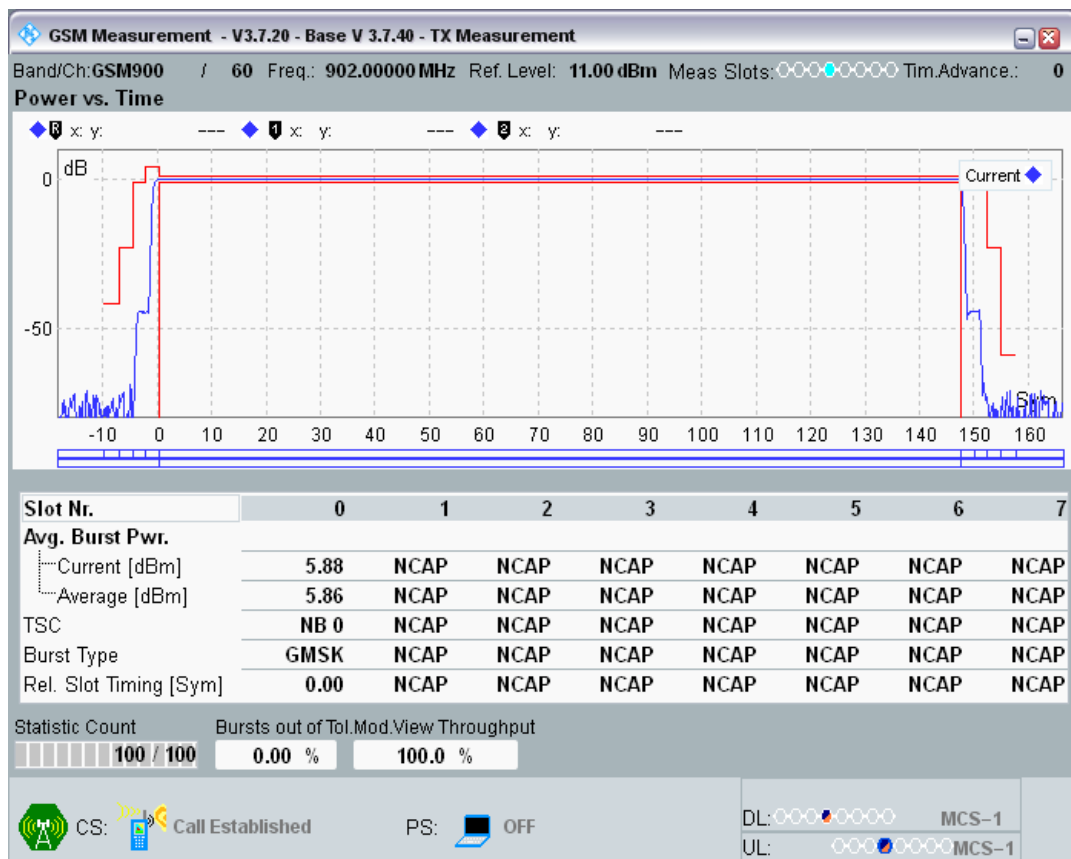 GSM Measurement - V3.7.20 - Base V 3.7.40 - TX Measurement
Band/Ch:GSM900 / 60 Freq.: 902.00000 MHz Ref. Level: 11.00 dBm Meas Slots: Tim.Advance.: 0
Power vs. Time
R x: y: --- 1 x: y: --- 2 x: y: ---
dB
Current
0
-50
Sym
-10 0 10 20 30 40 50 60 70 80 90 100 110 120 130 140 150 160
Slot Nr. 0 1 2 3 4 5 6 7
Avg. Burst Pwr.
Current [dBm] 5.88 NCAP NCAP NCAP NCAP NCAP NCAP NCAP
Average [dBm] 5.86 NCAP NCAP NCAP NCAP NCAP NCAP NCAP
TSC NB 0 NCAP NCAP NCAP NCAP NCAP NCAP NCAP
Burst Type GMSK NCAP NCAP NCAP NCAP NCAP NCAP NCAP
Rel. Slot Timing [Sym] 0.00 NCAP NCAP NCAP NCAP NCAP NCAP NCAP
Statistic Count Bursts out of Tol.Mod.View Throughput
100 / 100 0.00 % 100.0 %
CS: Call Established PS: OFF
DL: MCS-1
UL: MCS-1